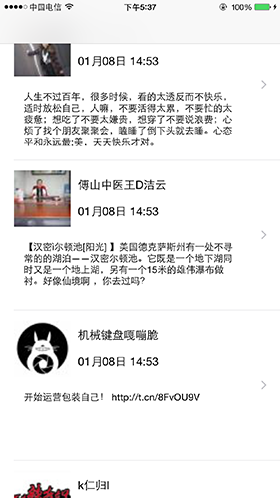 中国电信
下午5:37
01月08日 14:53
人生不过百年，很多时候，看的太透反而不快乐，
适时放松自己，人嘛，不要活得太累，不要忙的太
疲惫；想吃了不要太嫌贵，想穿了不要说浪费；心
烦了找个朋友聚聚会，瞌睡了倒下头就去睡。心态
平和永远最;美，天天快乐才对。
傅山中医王D洁云
01月08日 14:53
【汉密i尔顿池[阳光]】英国德克萨斯州有一处不寻
常的的湖泊——汉密尔顿池。它既是一个地下湖同
时又是一个地上湖，另有一个15米的雄伟瀑布做
衬。好像仙境啊 ，你去过吗?
机械键盘嘎嘣脆
01月08日 14:53
开始运营包装自己！ http://t.cn/8FvOU9V
k仁归l